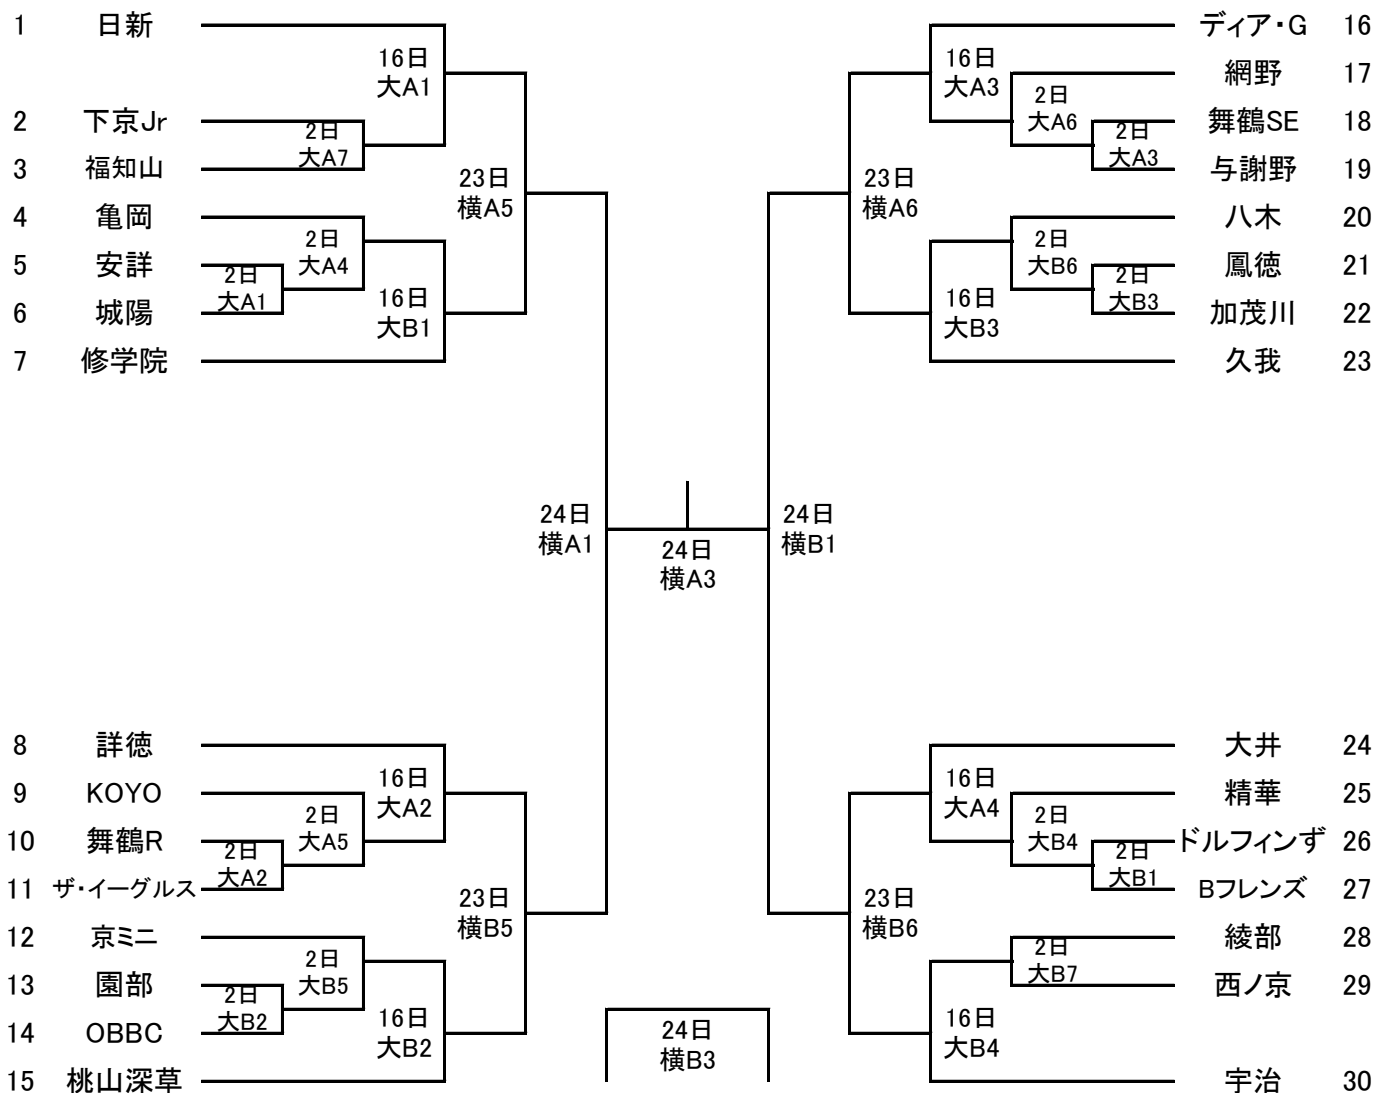 1 日新
2 下京Jr
3 福知山
4 亀岡
5 安詳
6 城陽
7 修学院
16日
大A1
2日
大A7
2日
大A4
2日
大A1
16日
大B1
23日
横A5
8 詳徳
9 KOYO
10 舞鶴R
11 ザ・イーグルス
12 京ミニ
13 園部
14 OBBC
15 桃山深草
16日
大A2
2日
大A5
2日
大A2
2日
大B5
2日
大B2
16日
大B2
23日
横B5
24日
横A1
24日
横A3
24日
横B1
24日
横B3
ディア・G 16
網野 17
舞鶴SE 18
与謝野 19
八木 20
鳳徳 21
加茂川 22
久我 23
16日
大A3
2日
大A6
2日
大A3
23日
横A6
2日
大B6
2日
大B3
16日
大B3
大井 24
精華 25
ドルフィンず 26
Bフレンズ 27
綾部 28
西ノ京 29
宇治 30
16日
大A4
2日
大B4
2日
大B1
23日
横B6
2日
大B7
16日
大B4